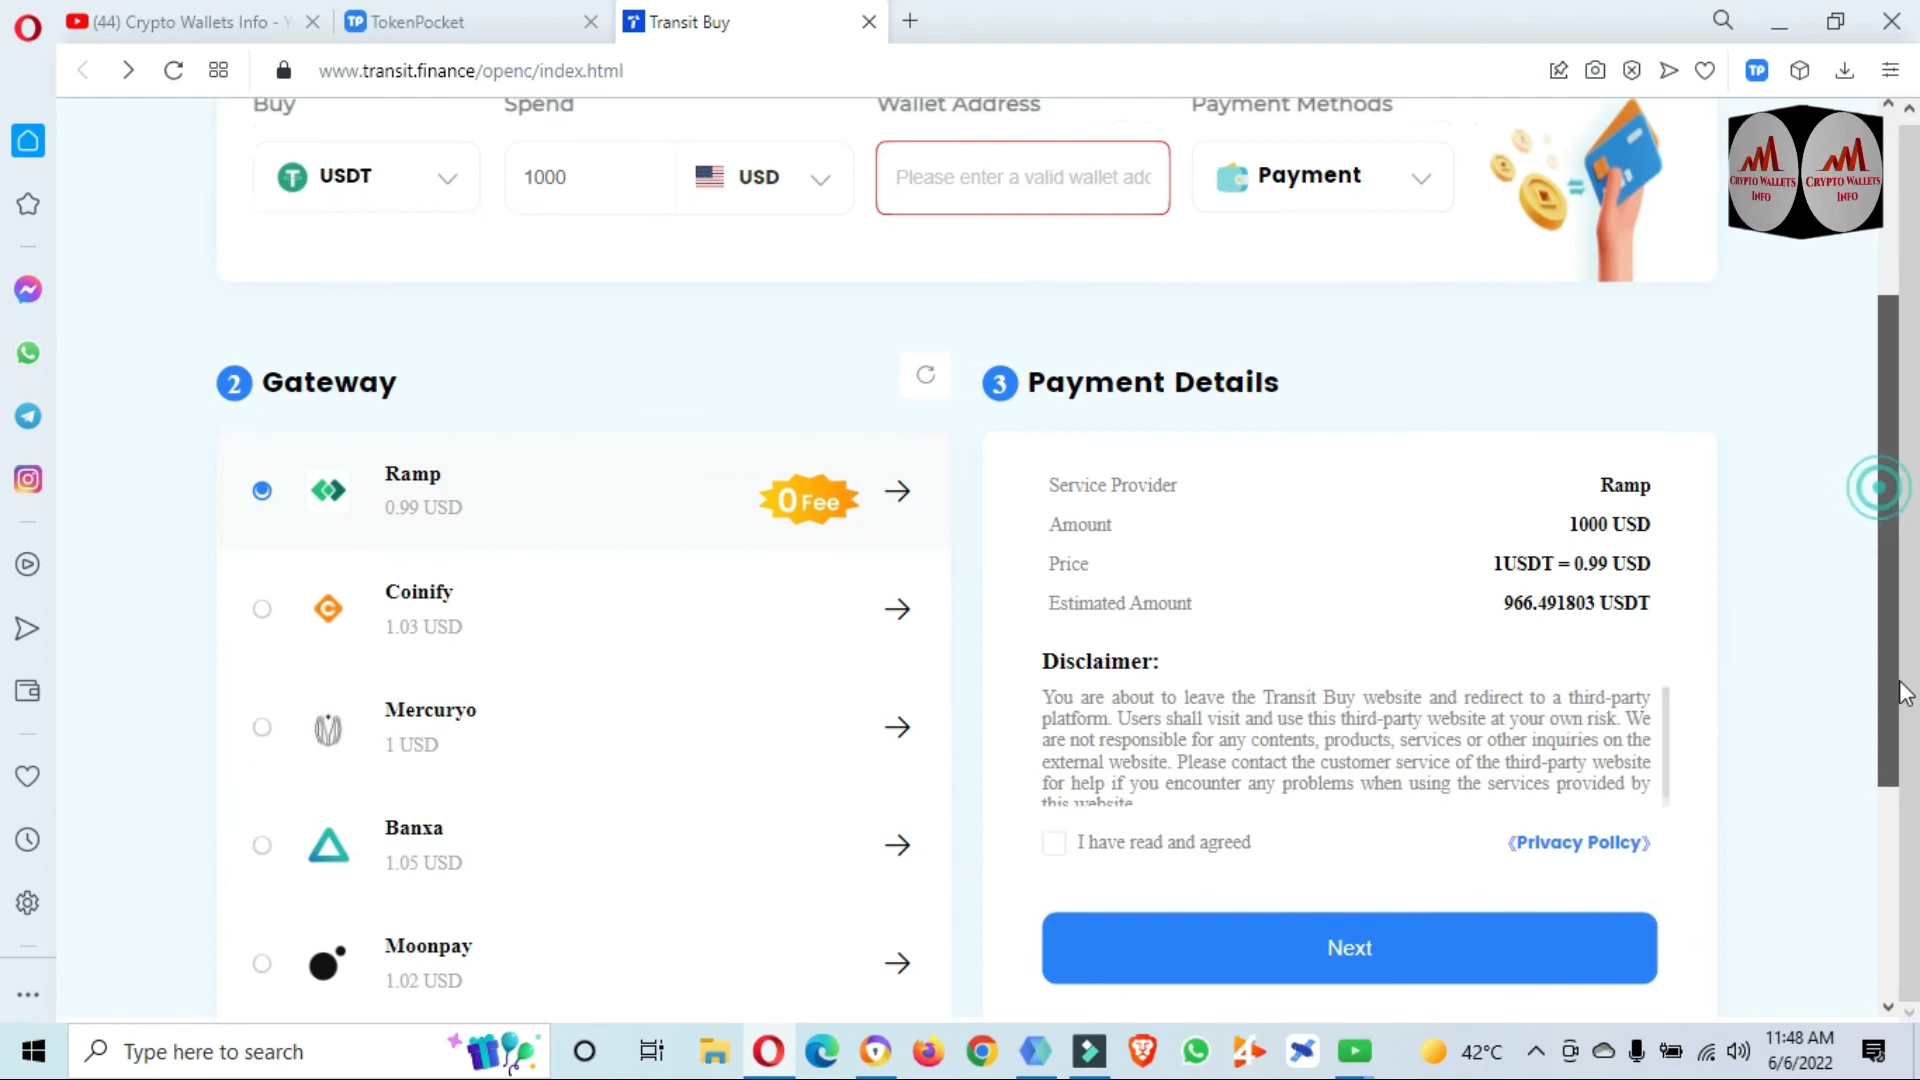 (44) Crypto Wallets Info - Y
TokenPocket
Transit Buy
www.transit.finance/openc/index.html
Buy
Spend
Wallet Address
Payment Methods
USDT
1000
USD
Please enter a valid wallet add
Payment
CRYPTO WALLETS
INFO
CRYPTO WALLETS
INFO
2 Gateway
3 Payment Details
Ramp
0.99 USD
0 Fee
Coinify
1.03 USD
Mercuryo
1 USD
Banxa
1.05 USD
Moonpay
1.02 USD
Service Provider
Ramp
Amount
1000 USD
Price
1USDT = 0.99 USD
Estimated Amount
966.491803 USDT
Disclaimer:
You are about to leave the Transit Buy website and redirect to a third-party
platform. Users shall visit and use this third-party website at your own risk. We
are not responsible for any contents, products, services or other inquiries on the
external website. Please contact the customer service of the third-party website
for help if you encounter any problems when using the services provided by
this website
I have read and agreed
《Privacy Policy》
Next
Type here to search
42°C
11:48 AM
6/6/2022
TP
TP